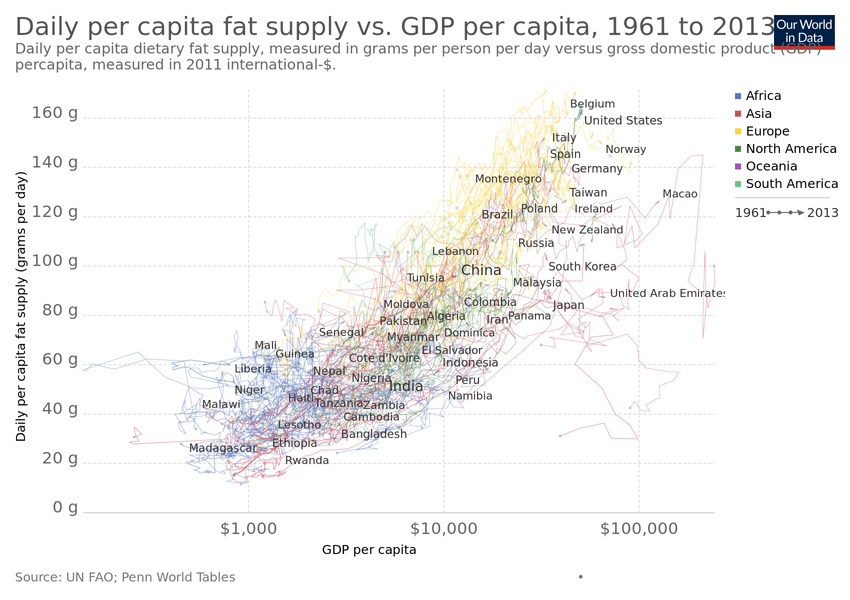 Daily per capita fat supply vs. GDP per capita, 1961 to 2013
Our World
in Data
Daily per capita dietary fat supply, measured in grams per person per day versus gross domestic product (GDP)
percapita, measured in 2011 international-$.
160 g
140 g
120 g
100 g
80 g
60 g
40 g
20 g
0 g
Daily per capita fat supply (grams per day)
Belgium
United States
Italy
Norway
Spain
Germany
Montenegro
Taiwan
Macao
Poland
Ireland
Brazil
New Zealand
Russia
Lebanon
South Korea
China
Tunisia
Malaysia
United Arab Emirates
Moldova
Colombia
Japan
Algeria
Panama
Pakistan
Iran
Senegal
Dominica
Myanmar
Mali
El Salvador
Guinea
Cote d'Ivoire
Indonesia
Liberia
Nepal
Nigeria
Peru
India
Niger
Chad
Namibia
Haiti
Malawi
Tanzania
Zambia
Cambodia
Lesotho
Bangladesh
Ethiopia
Madagascar
Rwanda
$1,000
$10,000
$100,000
GDP per capita
Africa
Asia
Europe
North America
Oceania
South America
1961
2013
Source: UN FAO; Penn World Tables